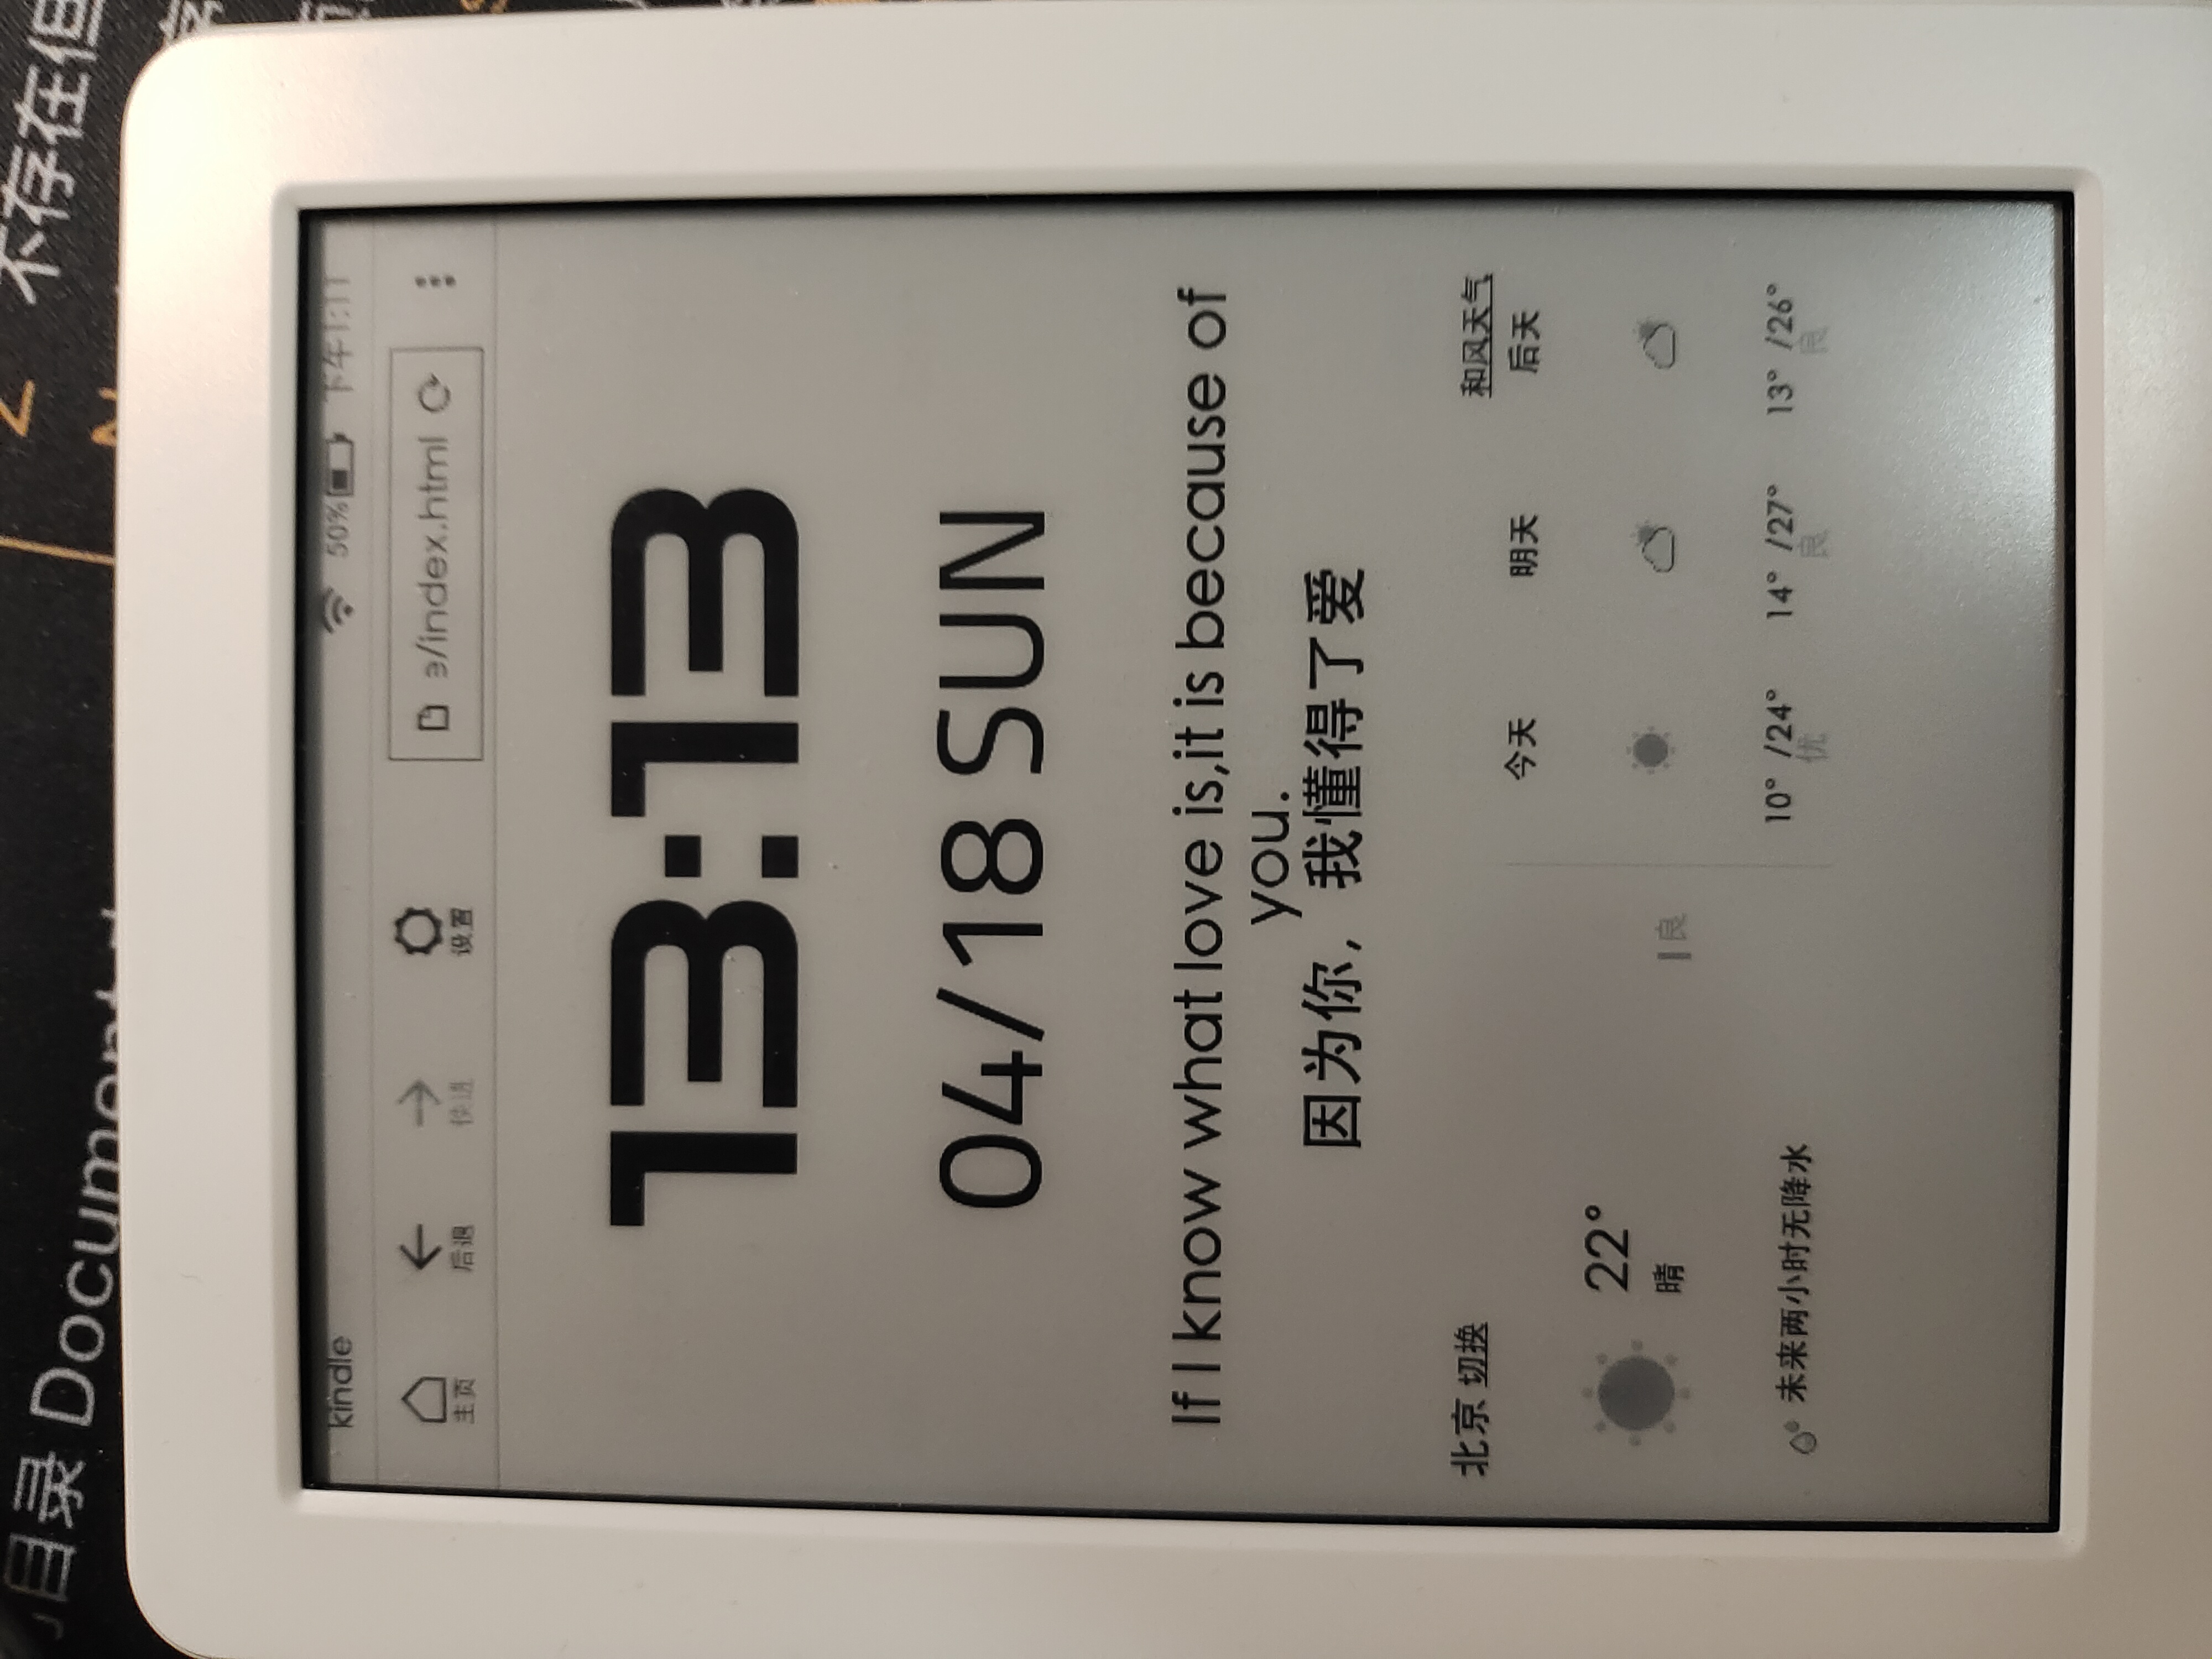 目录 Document
不存在但
kindle
50% 下午1:11
主页 后退 快进 设置 e/index.html
13:13
04/18 SUN
If I know what love is,it is because of
you.
因为你，我懂得了爱
北京 切换
和风天气
今天 明天 后天
22°
晴
良
10° /24° 14° /27° 13° /26°
优 良 良
未来两小时无降水